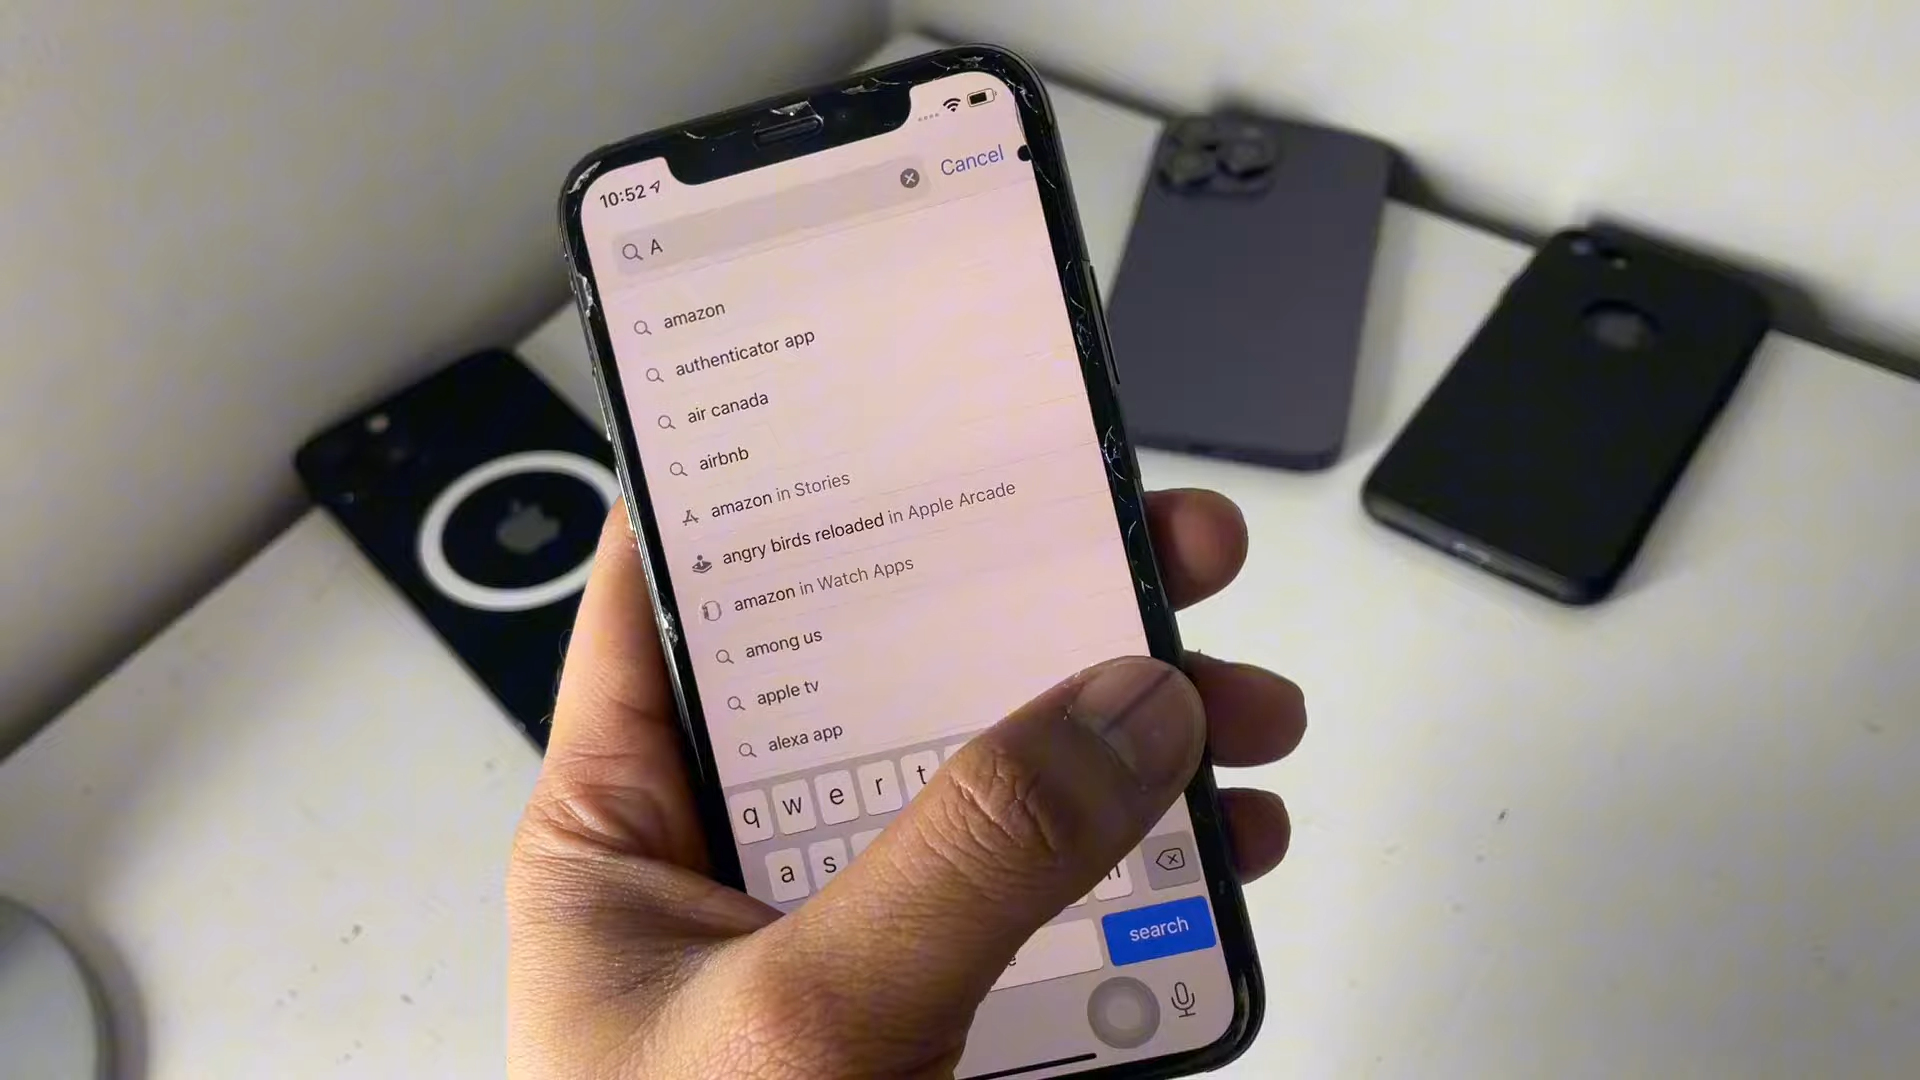 10:52
Cancel
A
amazon
authenticator app
air canada
airbnb
amazon in Stories
angry birds reloaded in Apple Arcade
amazon in Watch Apps
among us
apple tv
alexa app
q w e r t
a s
search